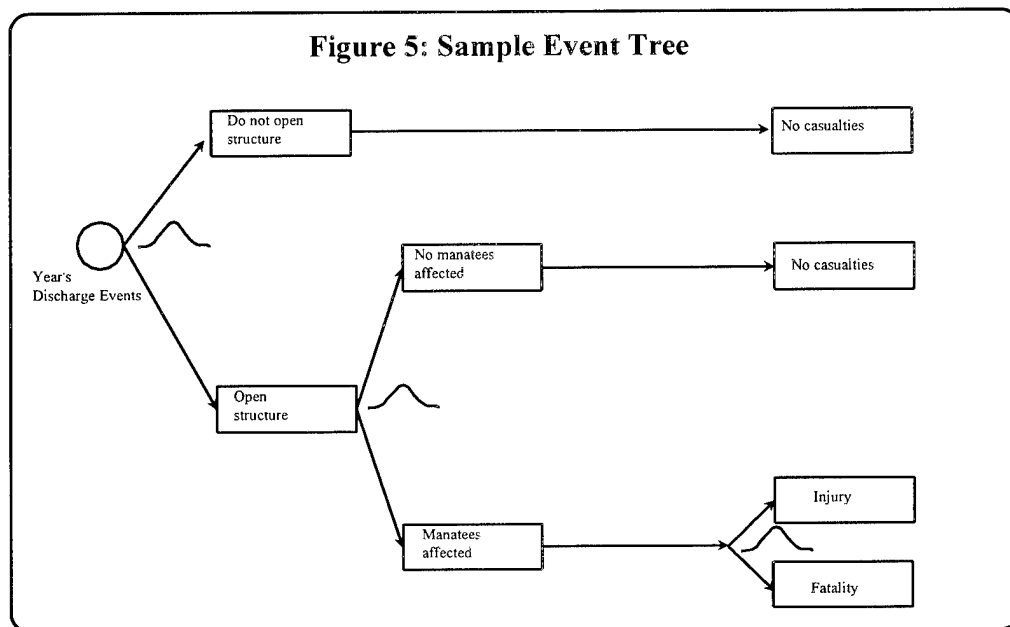 Figure 5: Sample Event Tree
Do not open
structure
No casualties
Year's
Discharge Events
No manatees
affected
No casualties
Open
structure
Manatees
affected
Injury
Fatality